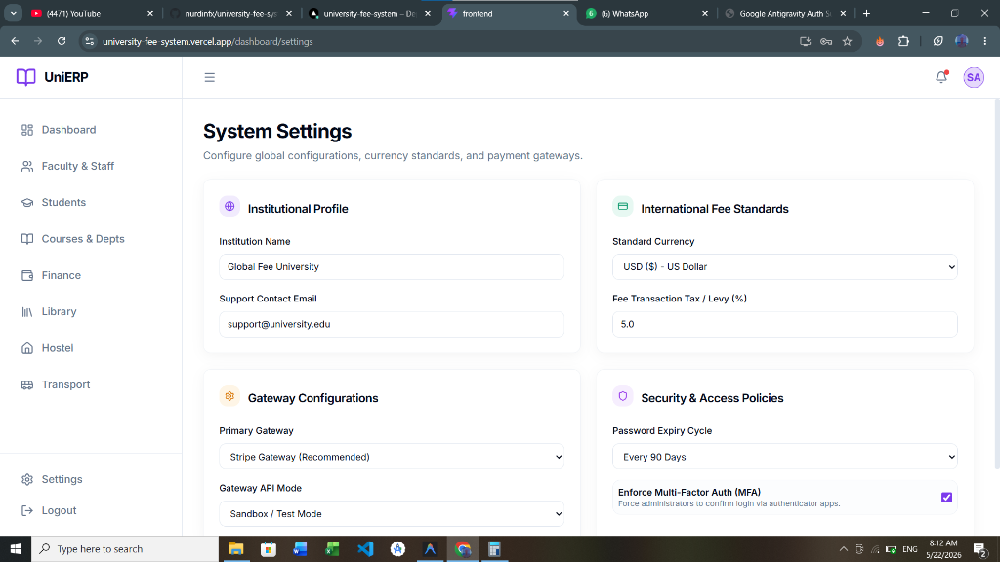 (4471) YouTube
nurdinfx/university-fee-sys
university-fee-system – De
frontend
(6) WhatsApp
Google Antigravity Auth S
university-fee-system.vercel.app/dashboard/settings
UniERP
SA
Dashboard
Faculty & Staff
Students
Courses & Depts
Finance
Library
Hostel
Transport
Settings
Logout
System Settings
Configure global configurations, currency standards, and payment gateways.
Institutional Profile
Institution Name
Global Fee University
Support Contact Email
support@university.edu
International Fee Standards
Standard Currency
USD ($) - US Dollar
Fee Transaction Tax / Levy (%)
5.0
Gateway Configurations
Primary Gateway
Stripe Gateway (Recommended)
Gateway API Mode
Sandbox / Test Mode
Security & Access Policies
Password Expiry Cycle
Every 90 Days
Enforce Multi-Factor Auth (MFA)
Force administrators to confirm login via authenticator apps.
Type here to search
ENG
8:12 AM
5/22/2026
2